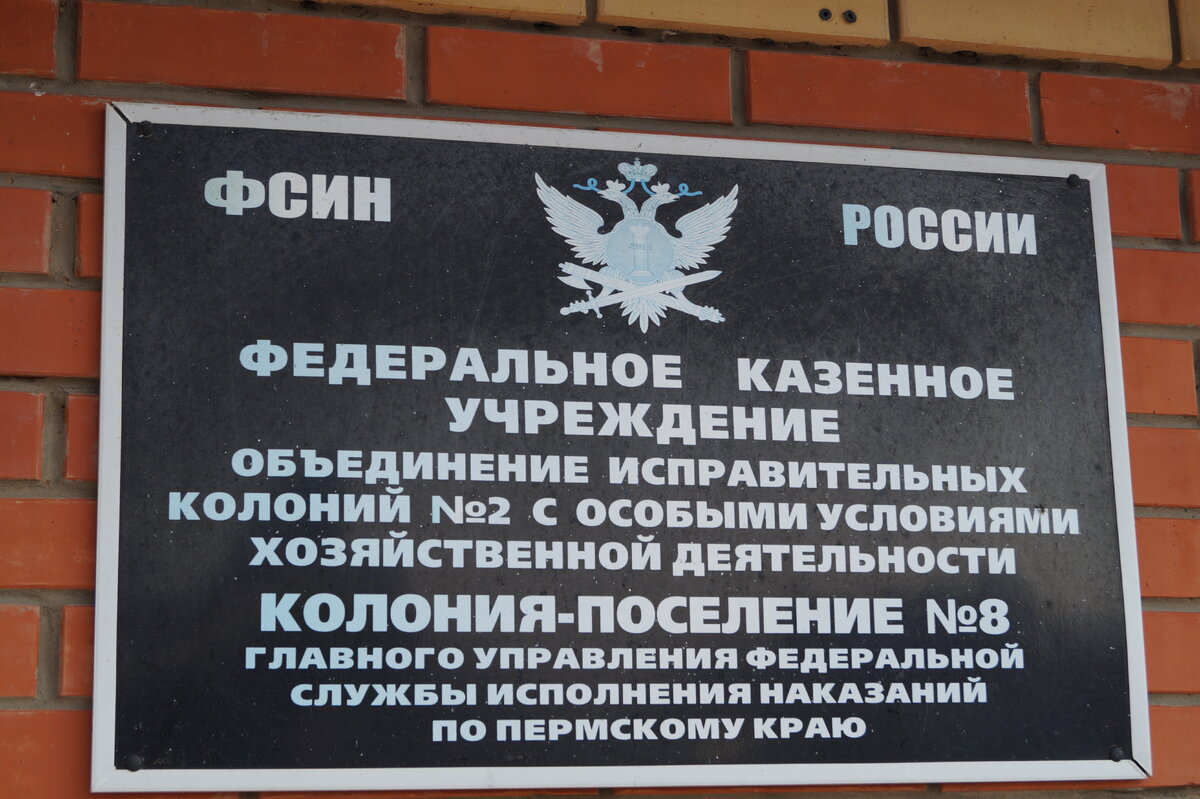 ФСИН РОССИИ
ФЕДЕРАЛЬНОЕ КАЗЕННОЕ
УЧРЕЖДЕНИЕ
ОБЪЕДИНЕНИЕ ИСПРАВИТЕЛЬНЫХ
КОЛОНИЙ №2 С ОСОБЫМИ УСЛОВИЯМИ
ХОЗЯЙСТВЕННОЙ ДЕЯТЕЛЬНОСТИ
КОЛОНИЯ-ПОСЕЛЕНИЕ №8
ГЛАВНОГО УПРАВЛЕНИЯ ФЕДЕРАЛЬНОЙ
СЛУЖБЫ ИСПОЛНЕНИЯ НАКАЗАНИЙ
ПО ПЕРМСКОМУ КРАЮ